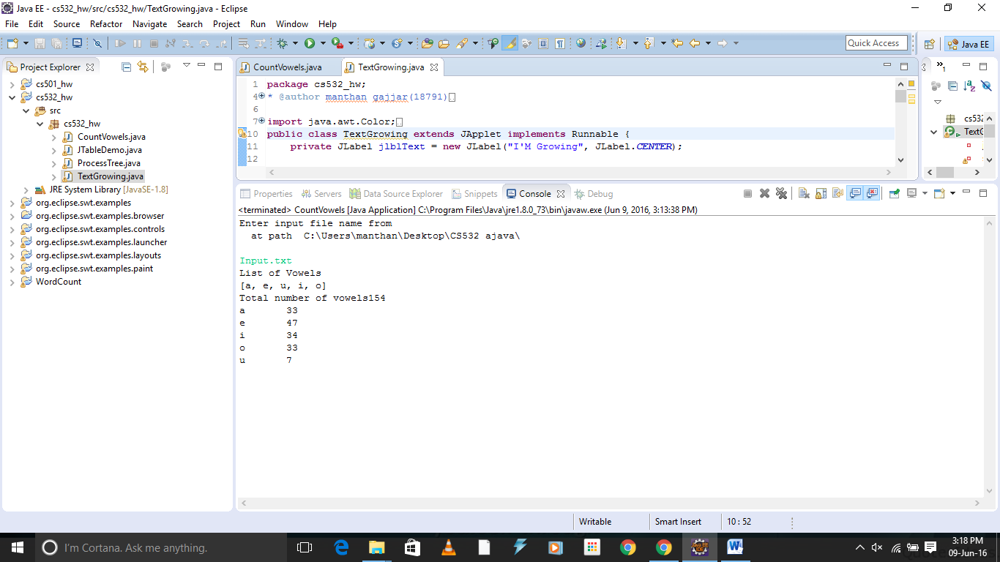 Java EE - cs532_hw/src/cs532_hw/TextGrowing.java - Eclipse
File Edit Source Refactor Navigate Search Project Run Window Help
Quick Access
Java EE
Project Explorer
cs501_hw
cs532_hw
src
cs532_hw
CountVowels.java
JTableDemo.java
ProcessTree.java
TextGrowing.java
JRE System Library [JavaSE-1.8]
org.eclipse.swt.examples
org.eclipse.swt.examples.browser
org.eclipse.swt.examples.controls
org.eclipse.swt.examples.launcher
org.eclipse.swt.examples.layouts
org.eclipse.swt.examples.paint
WordCount
CountVowels.java TextGrowing.java
1 package cs532_hw;
4 * @author manthan gajjar(18791)
6
7 import java.awt.Color;
10 public class TextGrowing extends JApplet implements Runnable {
11 private JLabel jlblText = new JLabel("I'M Growing", JLabel.CENTER);
12
1
cs532
TextG
Properties Servers Data Source Explorer Snippets Console Debug
<terminated> CountVowels [Java Application] C:\Program Files\Java\jre1.8.0_73\bin\javaw.exe (Jun 9, 2016, 3:13:38 PM)
Enter input file name from
at path C:\Users\manthan\Desktop\CS532 ajava\
Input.txt
List of Vowels
[a, e, u, i, o]
Total number of vowels154
a 33
e 47
i 34
o 33
u 7
Writable Smart Insert 10 : 52
I'm Cortana. Ask me anything.
3:18 PM
09-Jun-16